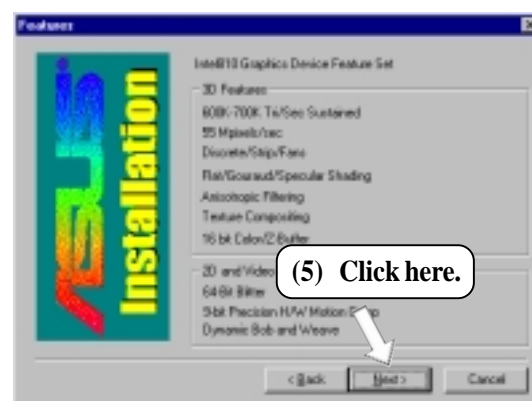 Features
ASUS
Installation
Intel810 Graphics Device Feature Set
3D Features
600K-700K Tri/Sec Sustained
55 Mpixels/sec
Discrete/Strip/Fans
Flat/Gouraud/Specular Shading
Anisotropic Filtering
Texture Compositing
16 bit Color/Z-Buffer
2D and Video
64-Bit Blitter
9-bit Precision H/W Motion
Dynamic Bob and Weave
(5) Click here.
< Back
Next >
Cancel